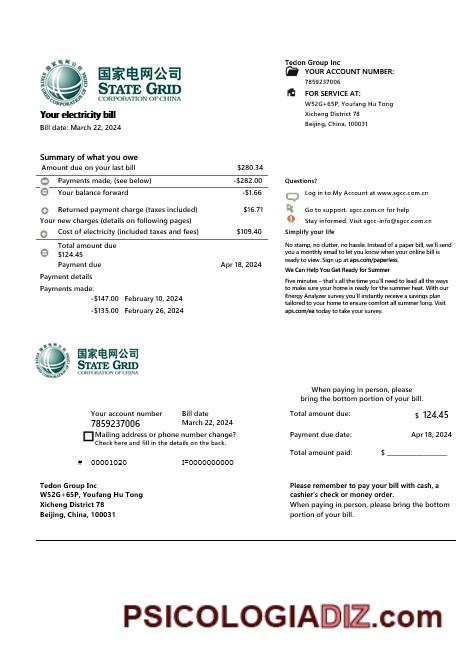 国家电网公司
STATE GRID
CORPORATION OF CHINA
Your electricity bill
Bill date: March 22, 2024
Tedon Group Inc
YOUR ACCOUNT NUMBER:
7859237006
FOR SERVICE AT:
W52G+65P, Youfang Hu Tong
Xicheng District 78
Beijing, China, 100031
Summary of what you owe
Amount due on your last bill $280.34
Payments made, (see below) -$282.00
Your balance forward -$1.66
Returned payment charge (taxes included) $16.71
Your new charges (details on following pages)
Cost of electricity (included taxes and fees) $109.40
Total amount due
$124.45
Payment due Apr 18, 2024
Payment details
Payments made:
-$147.00 February 10, 2024
-$135.00 February 26, 2024
Questions?
Log in to My Account at www.sgcc.com.cn
Go to support. sgcc.com.cn for help
Stay informed. Visit sgcc-info@sgcc.com.cn
Simplify your life
No stamp, no clutter, no hassle. Instead of a paper bill, we'll send
you a monthly email to let you know when your online bill is
ready to view. Sign up at aps.com/paperless.
We Can Help You Get Ready for Summer
Five minutes – that's all the time you'll need to lead all the ways
to make sure your home is ready for the summer heat. With our
Energy Analyzer survey you'll instantly receive a savings plan
tailored to your home to ensure comfort all summer long. Visit
aps.com/ea today to take your survey.
国家电网公司
STATE GRID
CORPORATION OF CHINA
When paying in person, please
bring the bottom portion of your bill.
Your account number Bill date
7859237006 March 22, 2024
Mailing address or phone number change?
Check here and fill in the details on the back.
# 00001020 I=0000000000
Total amount due: $ 124.45
Payment due date: Apr 18, 2024
Total amount paid: $
Tedon Group Inc
W52G+65P, Youfang Hu Tong
Xicheng District 78
Beijing, China, 100031
Please remember to pay your bill with cash, a
cashier's check or money order.
When paying in person, please bring the bottom
portion of your bill.
PSICOLOGIADIZ.com